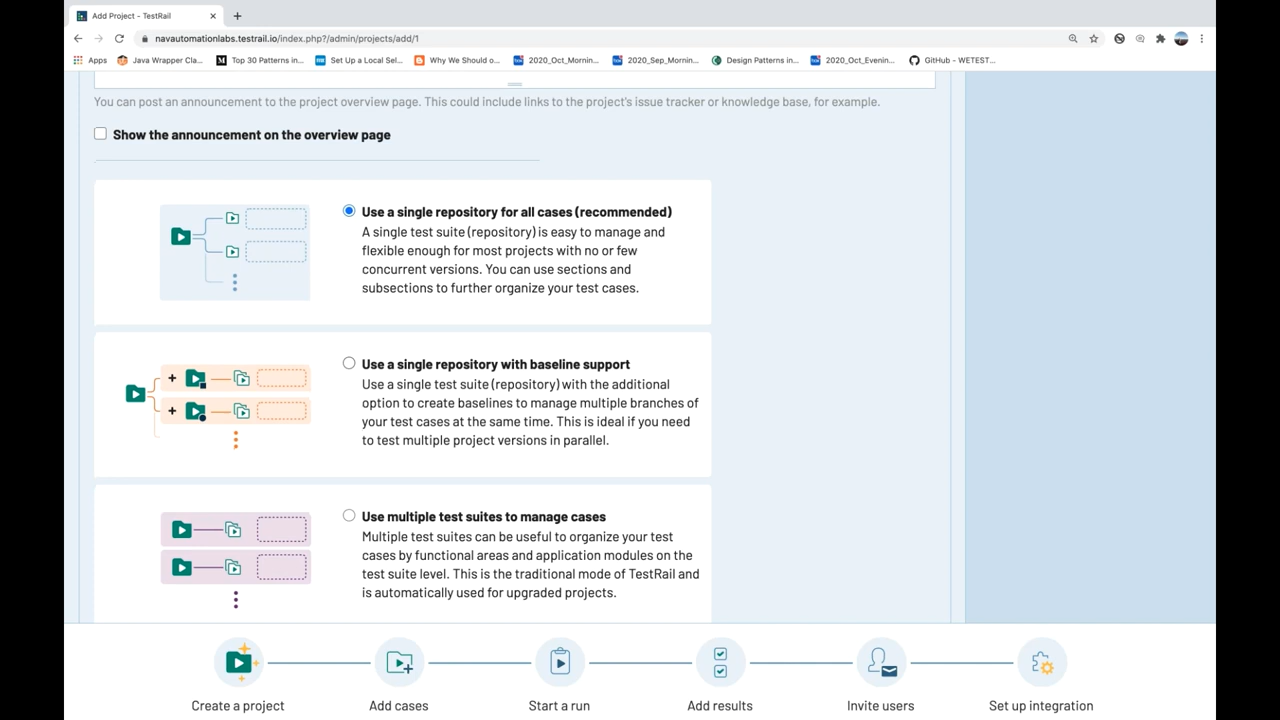 Add Project - TestRail
navautomationlabs.testrail.io/index.php?/admin/projects/add/1
Apps
Java Wrapper Cla...
Top 30 Patterns in...
Set Up a Local Sel...
Why We Should o...
2020_Oct_Mornin...
2020_Sep_Mornin...
Design Patterns in...
2020_Oct_Evenin...
GitHub - WETEST...
You can post an announcement to the project overview page. This could include links to the project's issue tracker or knowledge base, for example.
Show the announcement on the overview page
Use a single repository for all cases (recommended)
A single test suite (repository) is easy to manage and
flexible enough for most projects with no or few
concurrent versions. You can use sections and
subsections to further organize your test cases.
Use a single repository with baseline support
Use a single test suite (repository) with the additional
option to create baselines to manage multiple branches of
your test cases at the same time. This is ideal if you need
to test multiple project versions in parallel.
Use multiple test suites to manage cases
Multiple test suites can be useful to organize your test
cases by functional areas and application modules on the
test suite level. This is the traditional mode of TestRail and
is automatically used for upgraded projects.
Create a project
Add cases
Start a run
Add results
Invite users
Set up integration